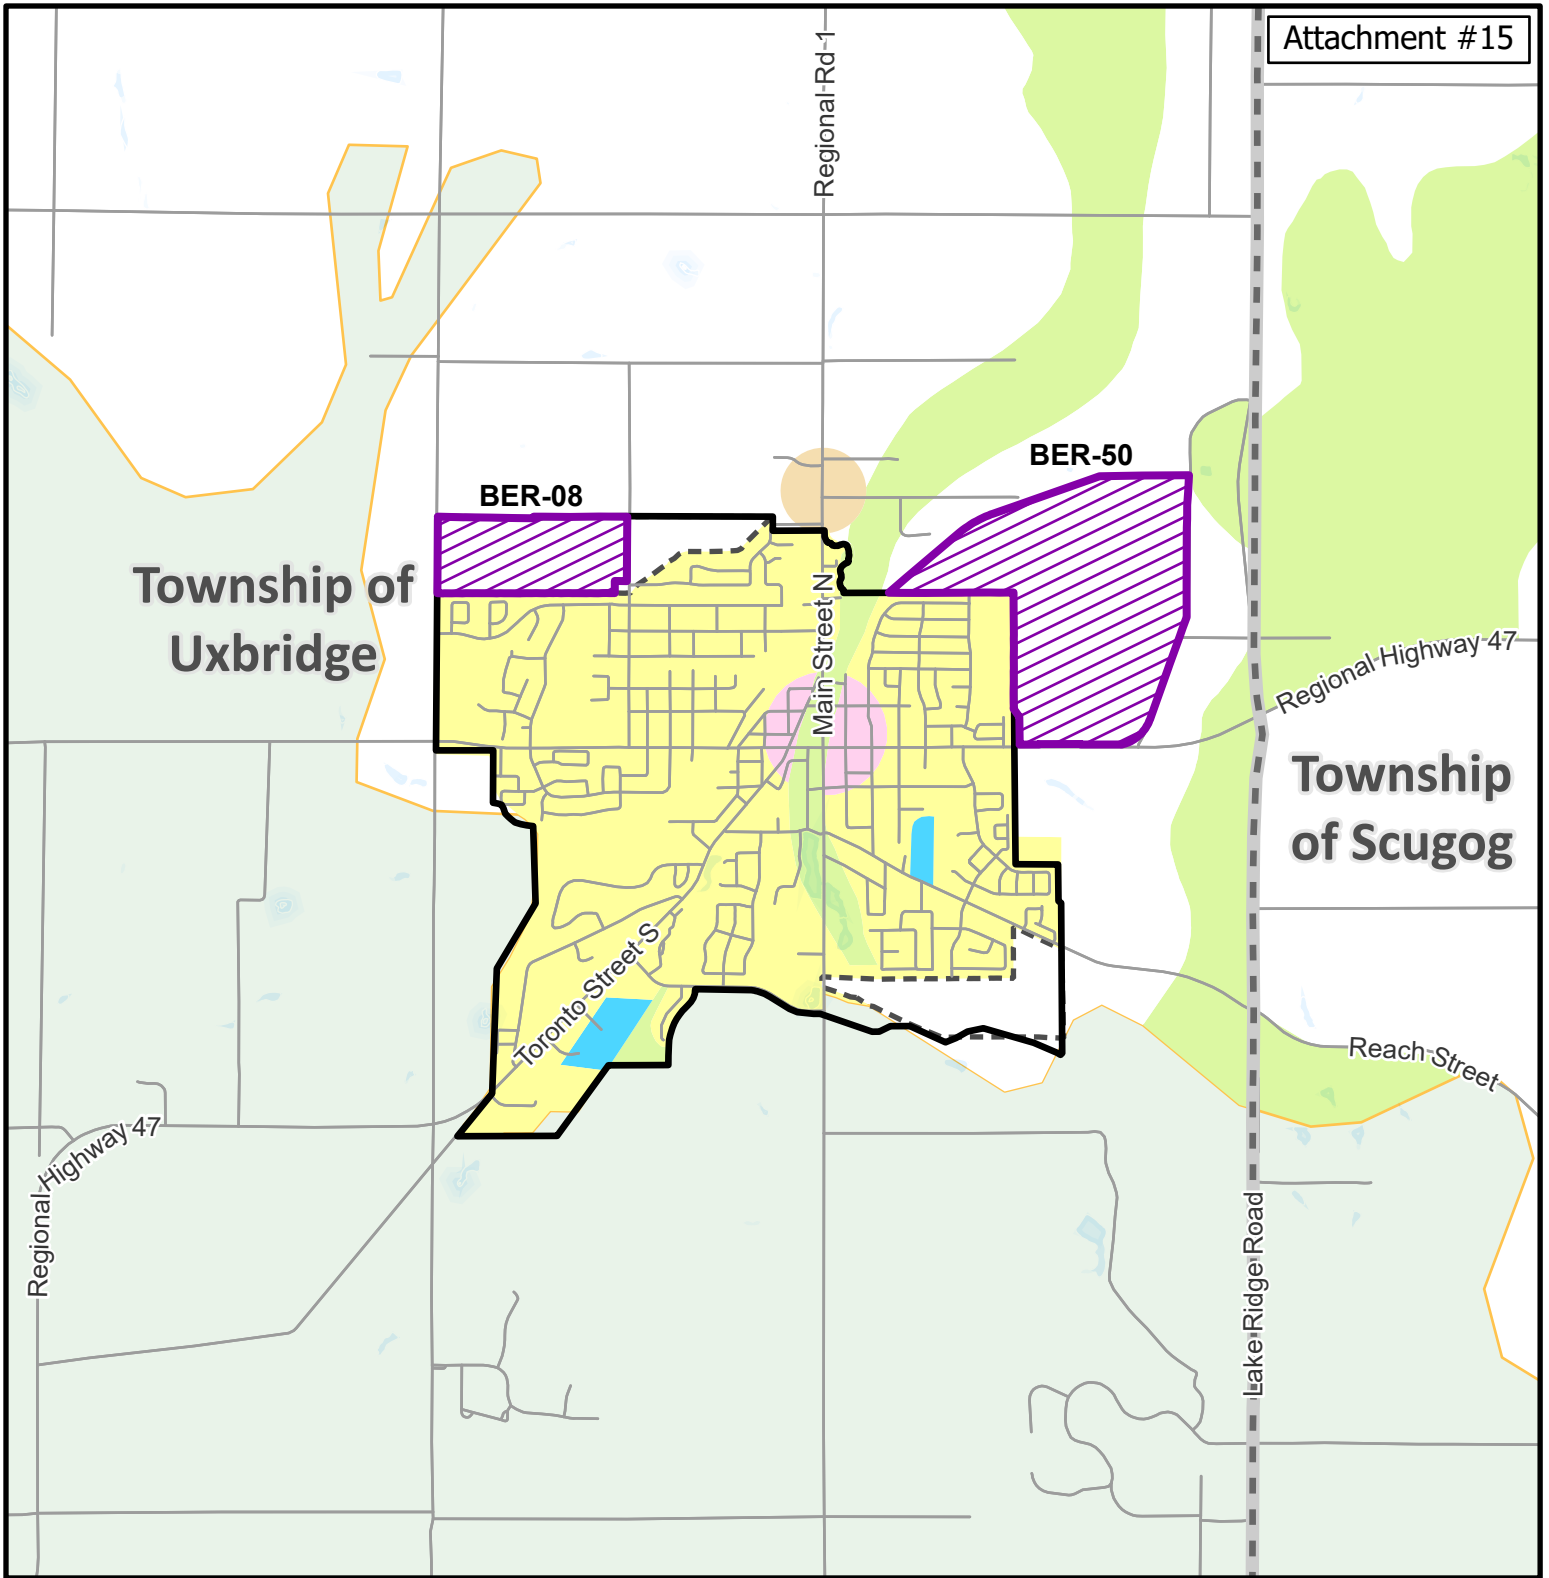 Attachment #15
Regional Rd 1
BER-50
BER-08
Township of
Uxbridge
Main Street N
Regional Highway 47
Township
of Scugog
Toronto Street S
Reach Street
Regional Highway 47
Regional
Lake Ridge Road